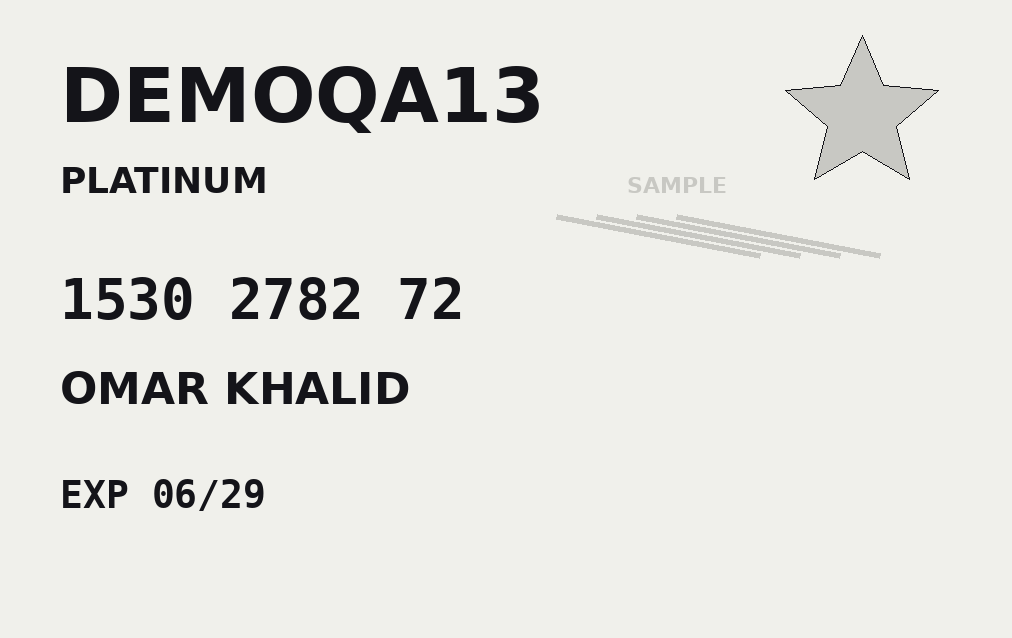 DEMOQA13
PLATINUM
SAMPLE
1530 2782 72
OMAR KHALID
EXP 06/29